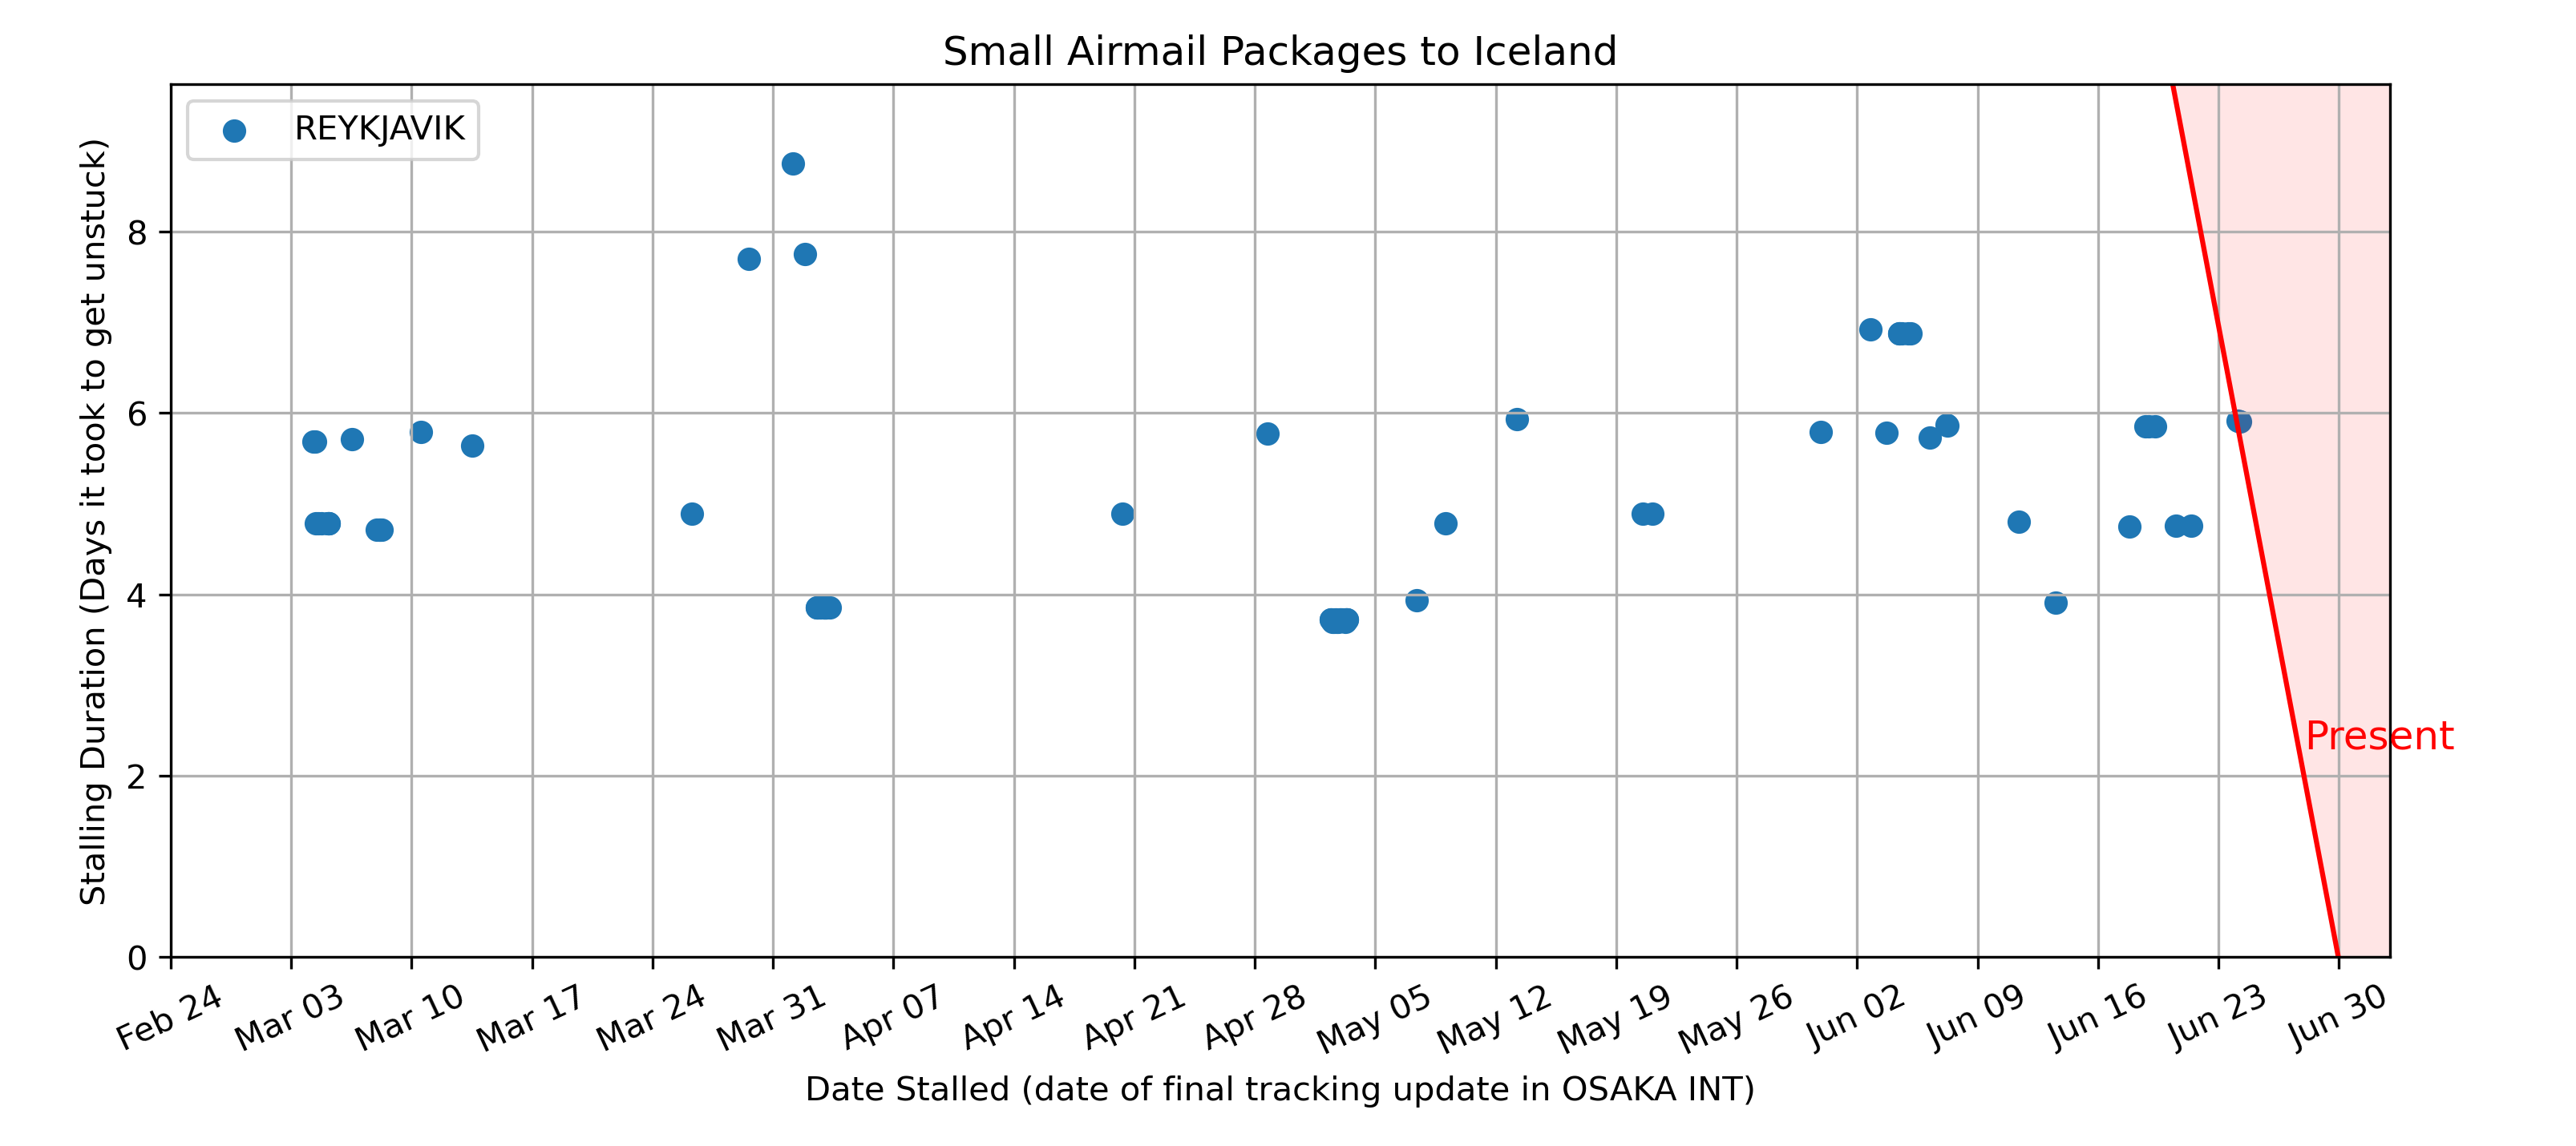 Small Airmail Packages to Iceland
REYKJAVIK
Stalling Duration (Days it took to get unstuck)
8
6
4
2
0
Present
Feb 24 Mar 03 Mar 10 Mar 17 Mar 24 Mar 31 Apr 07 Apr 14 Apr 21 Apr 28 May 05 May 12 May 19 May 26 Jun 02 Jun 09 Jun 16 Jun 23 Jun 30
Date Stalled (date of final tracking update in OSAKA INT)